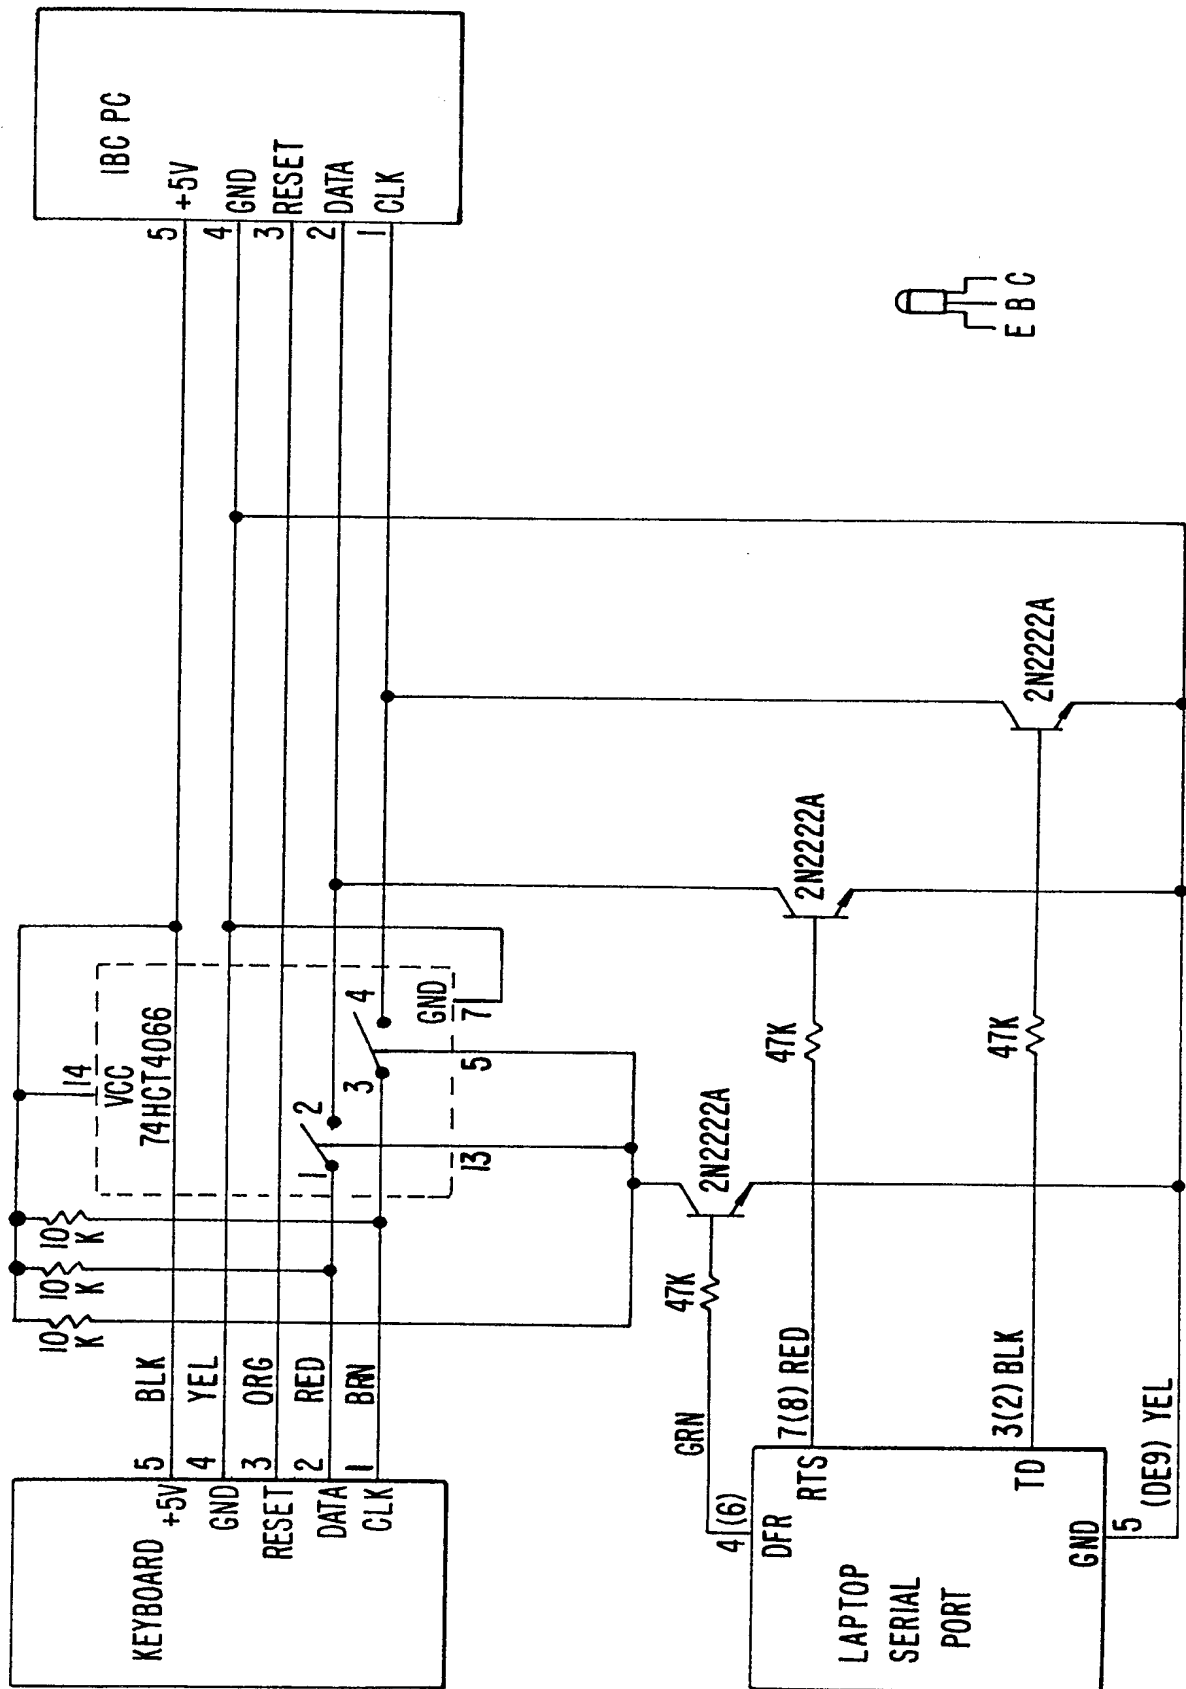 IBC PC
+5V
GND
RESET
DATA
CLK
5
4
3
2
1
E B C
14
VCC
74HCT4066
1
2
3
4
GND
7
5
13
10
K
10
K
10
K
BLK
YEL
ORG
RED
BRN
5
4
3
2
1
KEYBOARD
+5V
GND
RESET
DATA
CLK
2N2222A
2N2222A
2N2222A
47K
47K
47K
GRN
7(8) RED
3(2) BLK
(DE9) YEL
4 (6)
5
DFR
RTS
TD
GND
LAPTOP
SERIAL
PORT